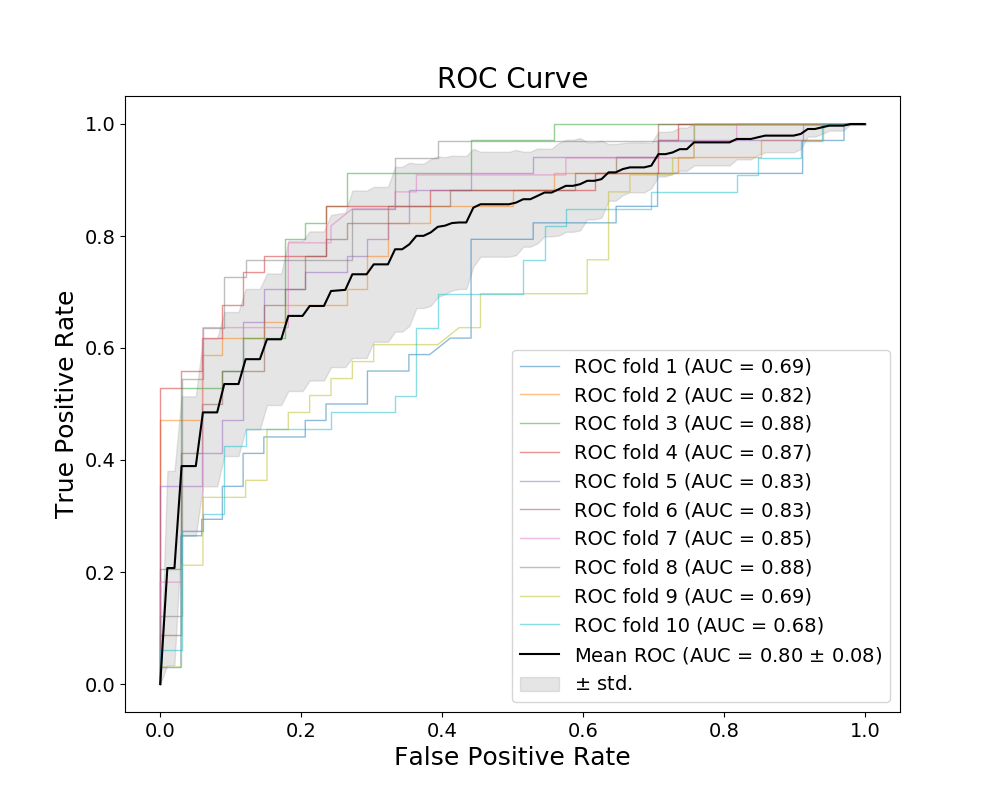 ROC Curve
True Positive Rate
1.0
0.8
0.6
0.4
0.2
0.0
ROC fold 1 (AUC = 0.69)
ROC fold 2 (AUC = 0.82)
ROC fold 3 (AUC = 0.88)
ROC fold 4 (AUC = 0.87)
ROC fold 5 (AUC = 0.83)
ROC fold 6 (AUC = 0.83)
ROC fold 7 (AUC = 0.85)
ROC fold 8 (AUC = 0.88)
ROC fold 9 (AUC = 0.69)
ROC fold 10 (AUC = 0.68)
Mean ROC (AUC = 0.80 ± 0.08)
± std.
0.0 0.2 0.4 0.6 0.8 1.0
False Positive Rate